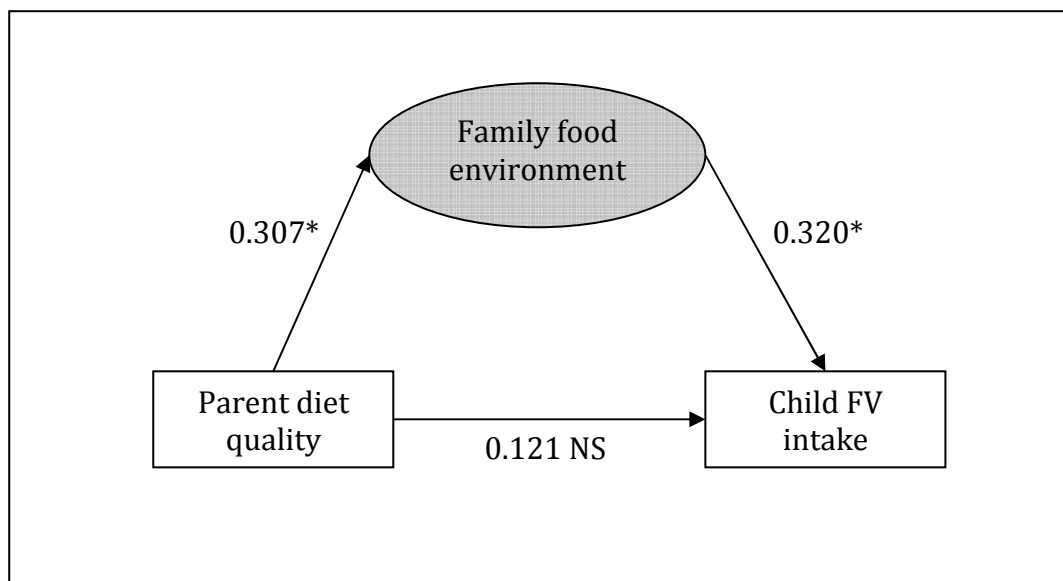 Family food
environment
0.307*
0.320*
Parent diet
quality
0.121 NS
Child FV
intake